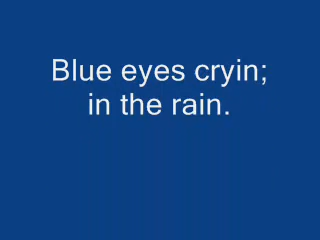 Blue eyes cryin;
in the rain.